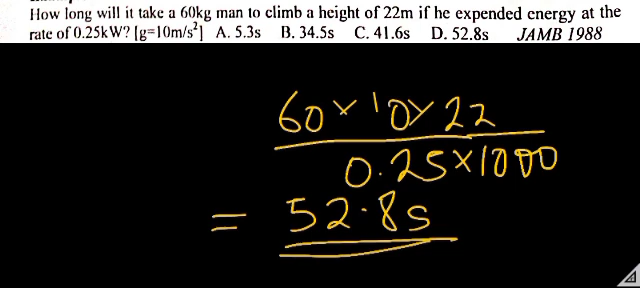 How long will it take a 60kg man to climb a height of 22m if he expended energy at the
rate of 0.25kW? [g=10m/s²] A. 5.3s B. 34.5s C. 41.6s D. 52.8s JAMB 1988
60 × 10 × 22
0.25 × 1000
= 52.8s